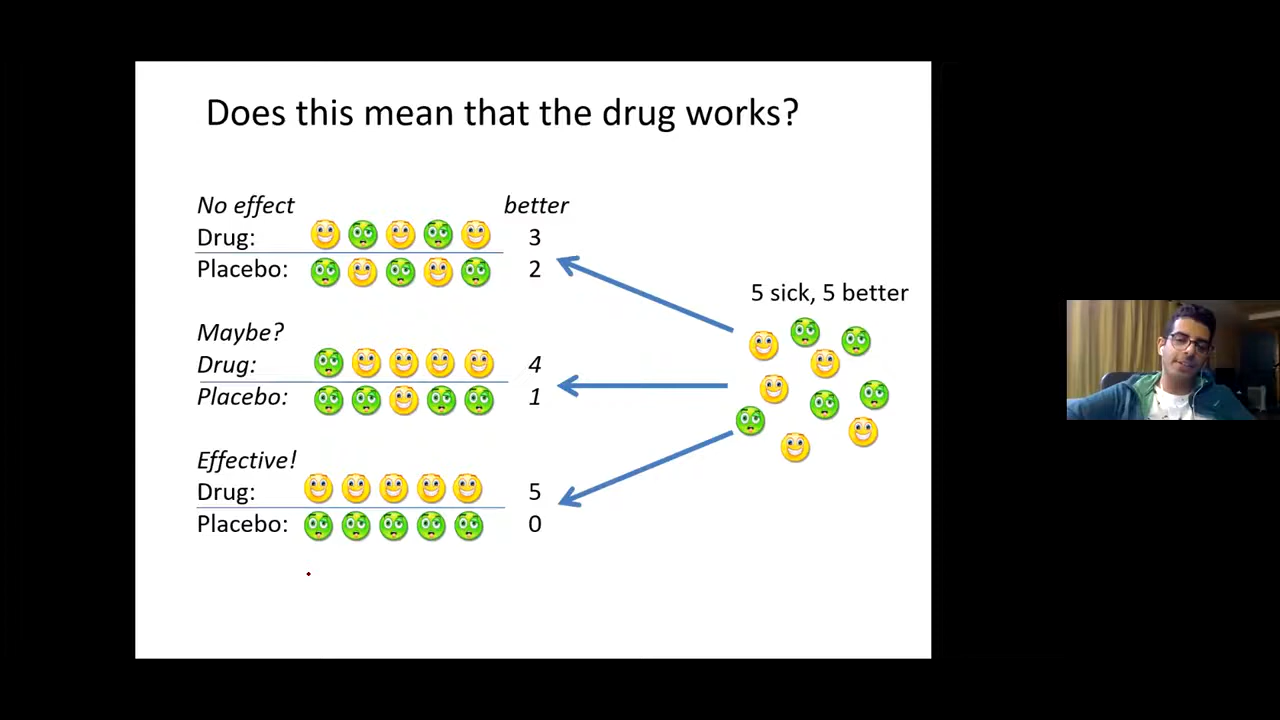 Does this mean that the drug works?
No effect better
Drug: 3
Placebo: 2
5 sick, 5 better
Maybe?
Drug: 4
Placebo: 1
Effective!
Drug: 5
Placebo: 0